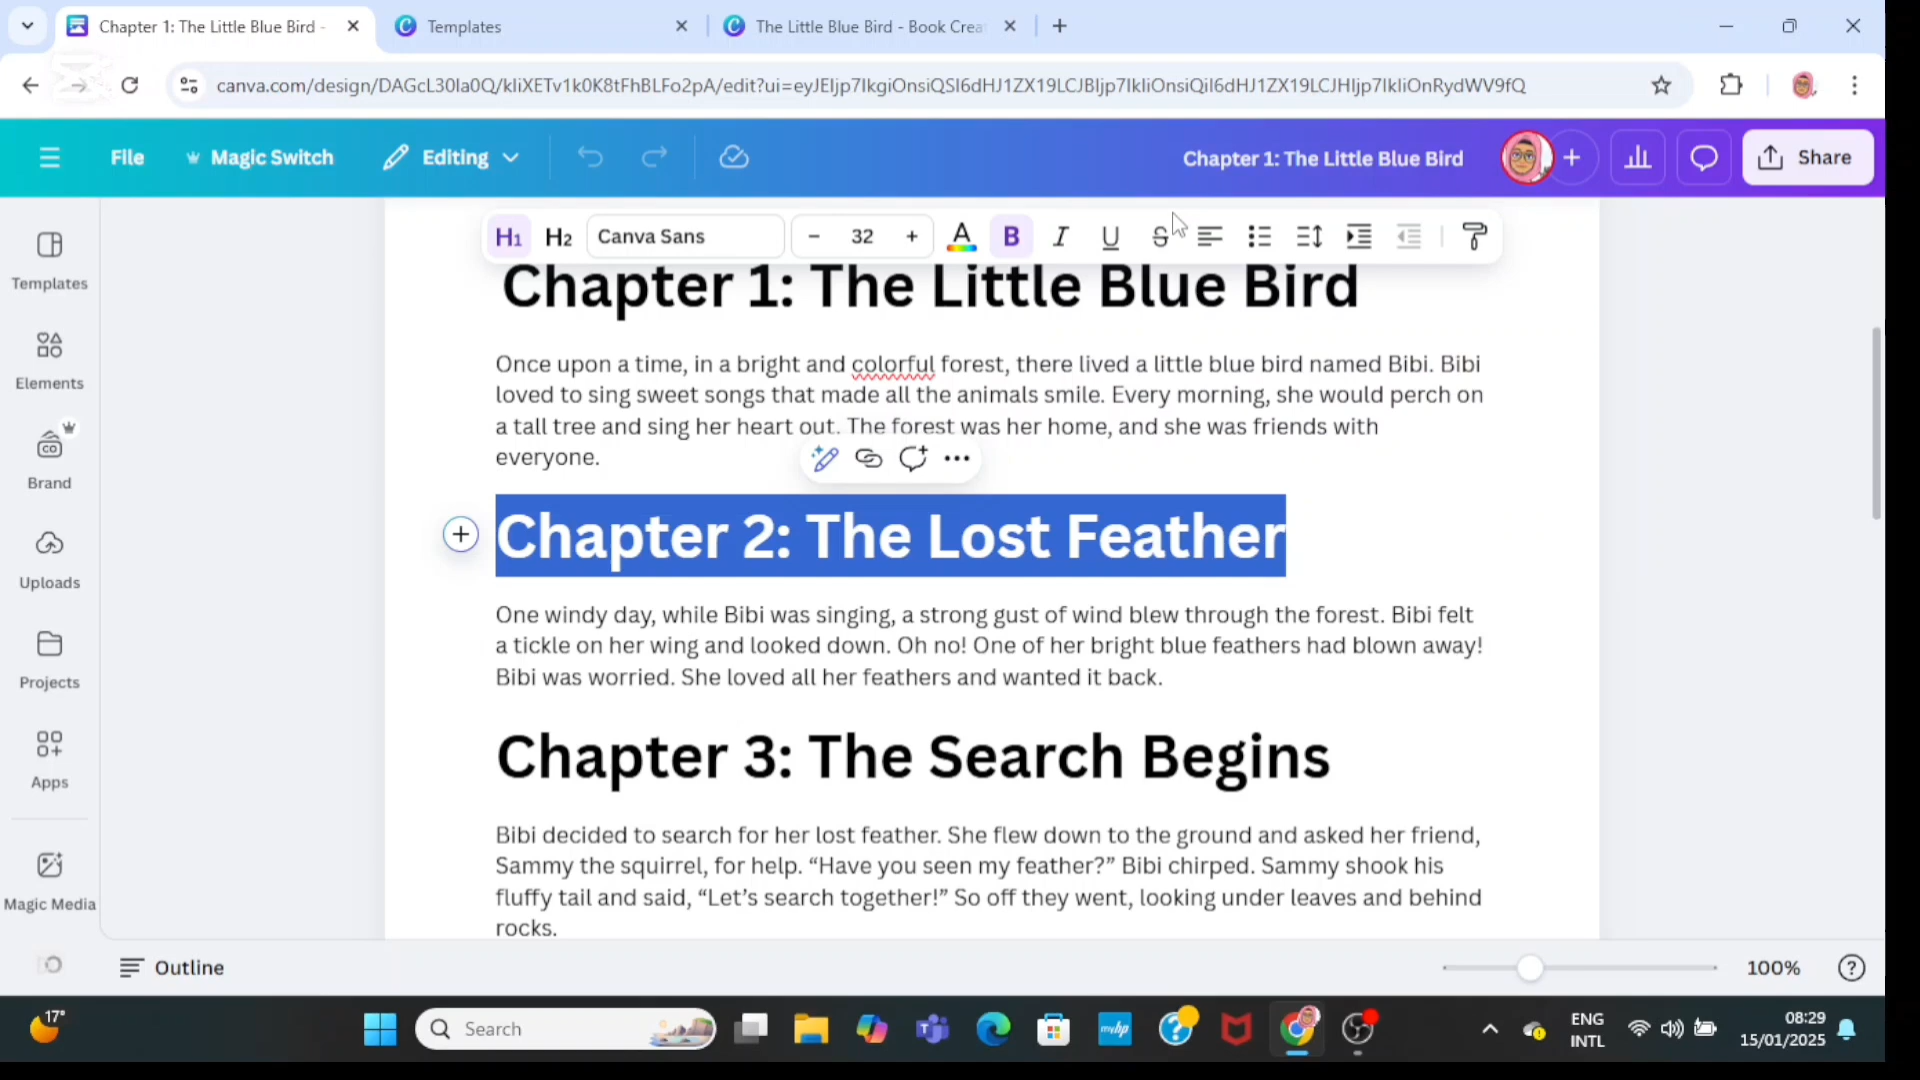 Chapter 1: The Little Blue Bird -
Templates
The Little Blue Bird - Book Crea
canva.com/design/DAGcL30Ia0Q/kliXETv1k0K8tFhBLFo2pA/edit?ui=eyJEIjp7IkgiOnsiQSI6dHJ1ZX19LCJBIjp7IkIiOnsiQiI6dHJ1ZX19LCJHIjp7IkIiOnRydWV9fQ
File
Magic Switch
Editing
Chapter 1: The Little Blue Bird
Share
H1 H2 Canva Sans - 32 + A B I U S
Templates
Elements
Brand
Uploads
Projects
Apps
Magic Media
Chapter 1: The Little Blue Bird
Once upon a time, in a bright and colorful forest, there lived a little blue bird named Bibi. Bibi
loved to sing sweet songs that made all the animals smile. Every morning, she would perch on
a tall tree and sing her heart out. The forest was her home, and she was friends with
everyone.
Chapter 2: The Lost Feather
One windy day, while Bibi was singing, a strong gust of wind blew through the forest. Bibi felt
a tickle on her wing and looked down. Oh no! One of her bright blue feathers had blown away!
Bibi was worried. She loved all her feathers and wanted it back.
Chapter 3: The Search Begins
Bibi decided to search for her lost feather. She flew down to the ground and asked her friend,
Sammy the squirrel, for help. “Have you seen my feather?” Bibi chirped. Sammy shook his
fluffy tail and said, “Let’s search together!” So off they went, looking under leaves and behind
rocks.
Outline
100%
17°
Search
myhp
ENG
INTL
08:29
15/01/2025